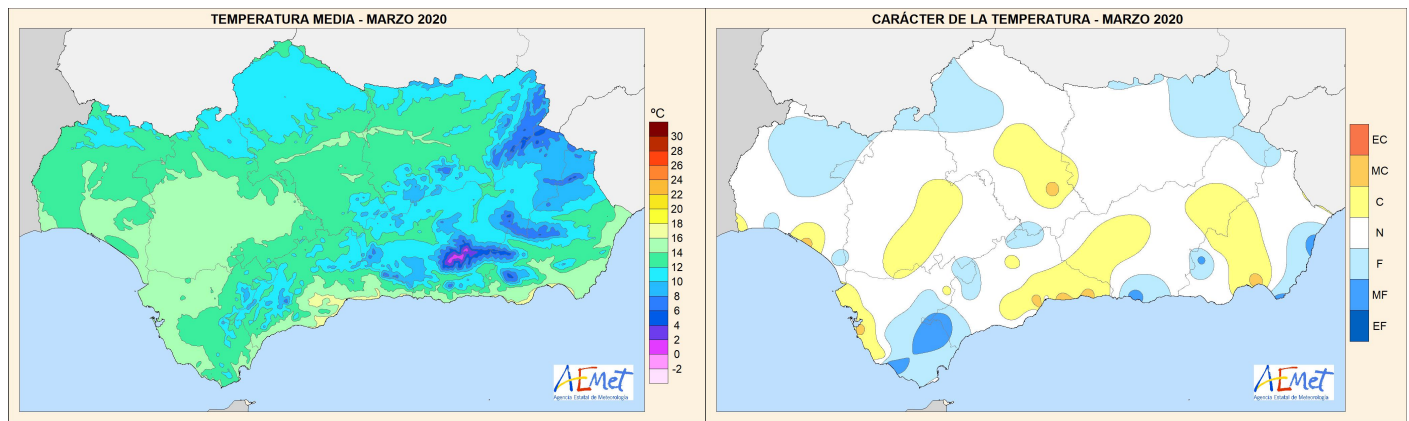 TEMPERATURA MEDIA - MARZO 2020
ºC
30
28
26
24
22
20
18
16
14
12
10
8
6
4
2
0
-2
AEMet
Agencia Estatal de Meteorología
CARÁCTER DE LA TEMPERATURA - MARZO 2020
EC
MC
C
N
F
MF
EF
AEMet
Agencia Estatal de Meteorología